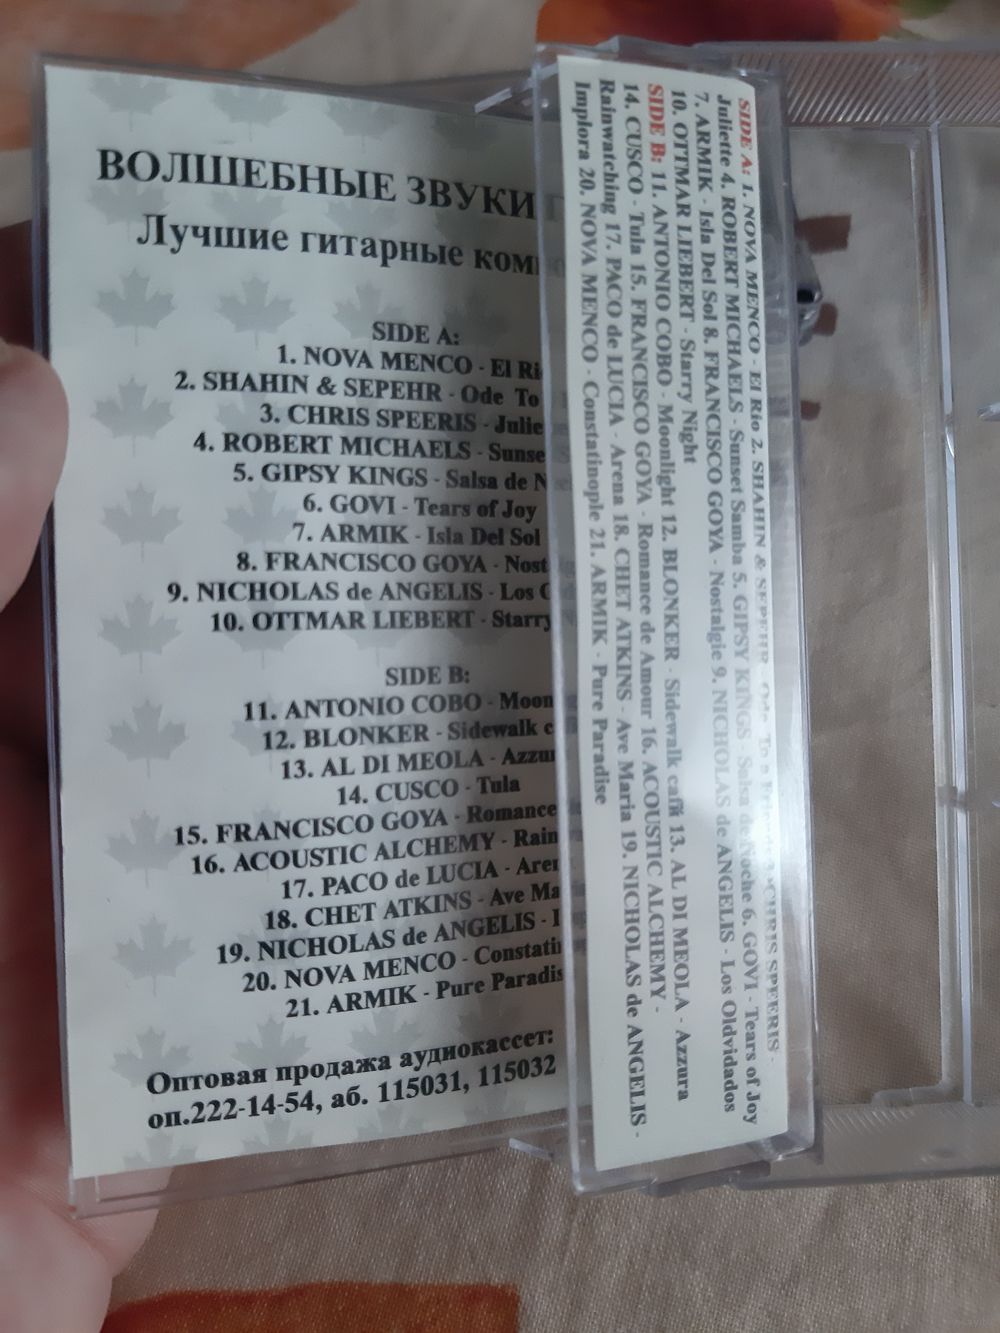 ВОЛШЕБНЫЕ ЗВУКИ
Лучшие гитарные
SIDE A:
1. NOVA MENCO - El Ri
2. SHAHIN & SEPEHR - Ode To
3. CHRIS SPEERIS - Julie
4. ROBERT MICHAELS - Sunse
5. GIPSY KINGS - Salsa de N
6. GOVI - Tears of Joy
7. ARMIK - Isla Del Sol
8. FRANCISCO GOYA - Nost
9. NICHOLAS de ANGELIS - Los
10. OTTMAR LIEBERT - Starry
SIDE B:
11. ANTONIO COBO - Moon
12. BLONKER - Sidewalk c
13. AL DI MEOLA - Azzu
14. CUSCO - Tula
15. FRANCISCO GOYA - Romance
16. ACOUSTIC ALCHEMY - Rain
17. PACO de LUCIA - Are
18. CHET ATKINS - Ave Ma
19. NICHOLAS de ANGELIS -
20. NOVA MENCO - Constati
21. ARMIK - Pure Paradis
Оптовая продажа аудиокассет:
оп.222-14-54, аб. 115031, 115032
SIDE A: 1. NOVA MENCO - El Rio 2. SHAHIN & SEPEHR - Ode To a 3. CHRIS SPEERIS -
Juliette 4. ROBERT MICHAELS - Sunset Samba 5. GIPSY KINGS - Salsa de Noche 6. GOVI - Tears of Joy
7. ARMIK - Isla Del Sol 8. FRANCISCO GOYA - Nostalgie 9. NICHOLAS de ANGELIS - Los Oldvidados
10. OTTMAR LIEBERT - Starry Night
SIDE B: 11. ANTONIO COBO - Moonlight 12. BLONKER - Sidewalk 13. AL DI MEOLA - Azzura
14. CUSCO - Tula 15. FRANCISCO GOYA - Romance de Amour 16. ACOUSTIC ALCHEMY -
Rainwatching 17. PACO de LUCIA - Arena 18. CHET ATKINS - Ave Maria 19. NICHOLAS de ANGELIS -
Implora 20. NOVA MENCO - Constatinople 21. ARMIK - Pure Paradise